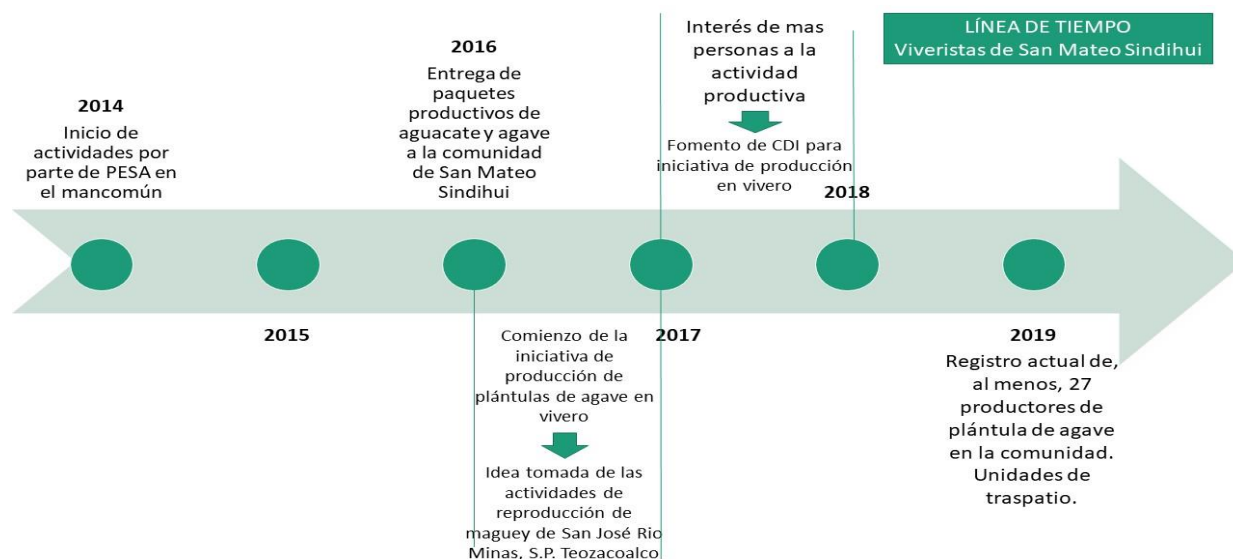 LÍNEA DE TIEMPO
Viveristas de San Mateo Sindihui
2014
Inicio de
actividades por
parte de PESA en
el mancomún
2015
2016
Entrega de
paquetes
productivos de
aguacate y agave
a la comunidad
de San Mateo
Sindihui
Comienzo de la
iniciativa de
producción de
plántulas de agave en
vivero
Idea tomada de las
actividades de
reproducción de
maguey de San José Rio
Minas, S.P. Teozacoalco
2017
Interés de mas
personas a la
actividad
productiva
Fomento de CDI para
iniciativa de producción
en vivero
2018
2019
Registro actual de,
al menos, 27
productores de
plántula de agave
en la comunidad.
Unidades de
traspatio.